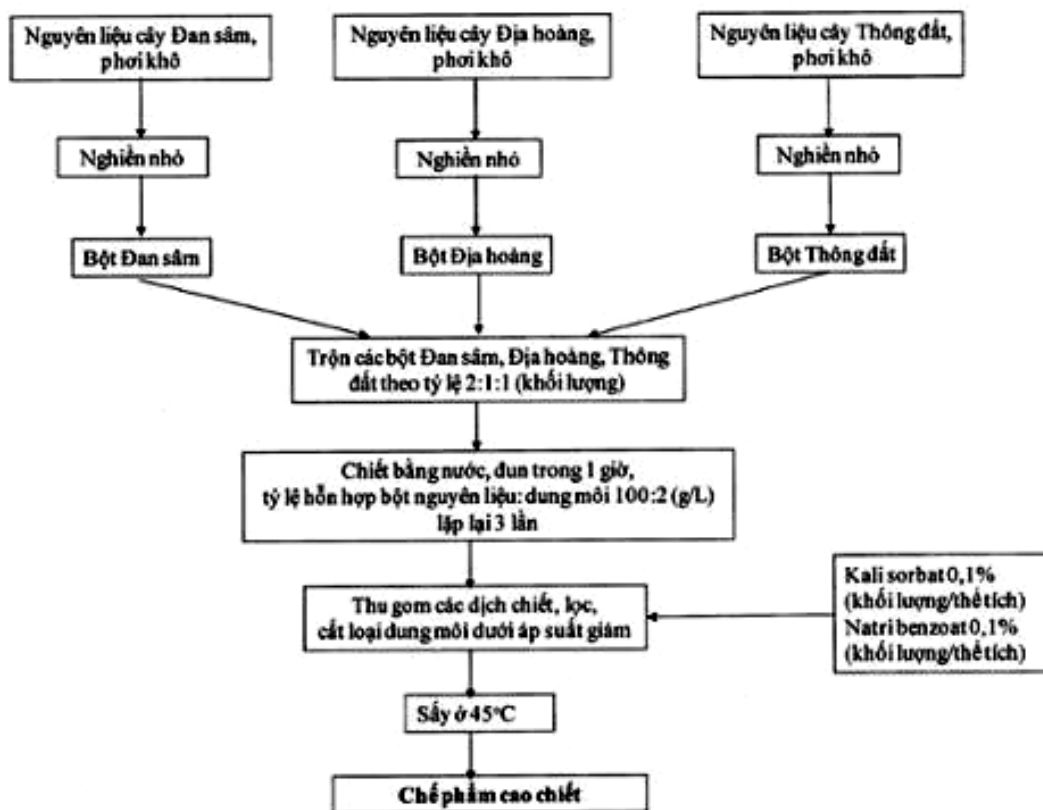 Nguyên liệu cây Đan sâm,
phơi khô
Nguyên liệu cây Địa hoàng,
phơi khô
Nguyên liệu cây Thông đất,
phơi khô
Nghiền nhỏ
Nghiền nhỏ
Nghiền nhỏ
Bột Đan sâm
Bột Địa hoàng
Bột Thông đất
Trộn các bột Đan sâm, Địa hoàng, Thông
đất theo tỷ lệ 2:1:1 (khối lượng)
Chiết bằng nước, đun trong 1 giờ,
tỷ lệ hỗn hợp bột nguyên liệu: dung môi 100:2 (g/L)
lặp lại 3 lần
Kali sorbat 0,1%
(khối lượng/thể tích)
Natri benzoat 0,1%
(khối lượng/thể tích)
Thu gom các dịch chiết, lọc,
cất loại dung môi dưới áp suất giảm
Sấy ở 45°C
Chế phẩm cao chiết